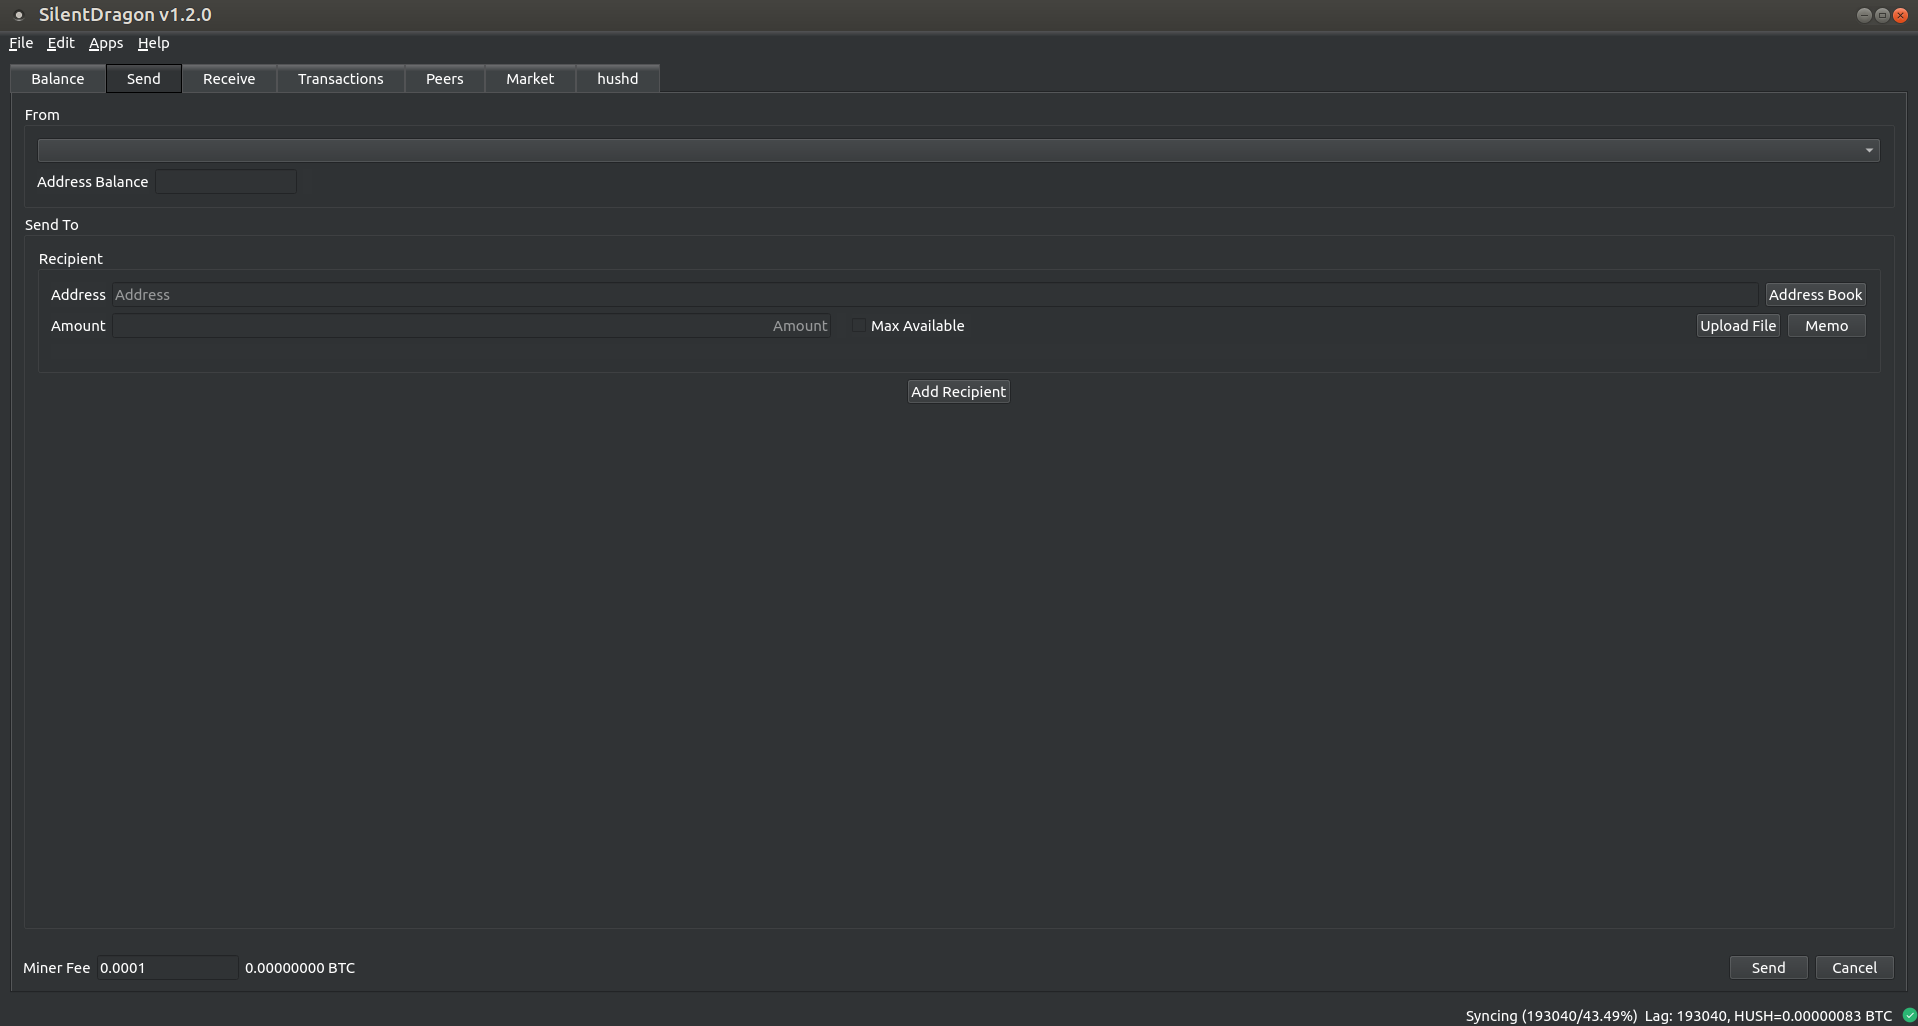 SilentDragon v1.2.0
File Edit Apps Help
Balance Send Receive Transactions Peers Market hushd
From
Address Balance
Send To
Recipient
Address Address Address Book
Amount Amount Max Available Upload File Memo
Add Recipient
Miner Fee 0.0001 0.00000000 BTC Send Cancel
Syncing (193040/43.49%) Lag: 193040, HUSH=0.00000083 BTC